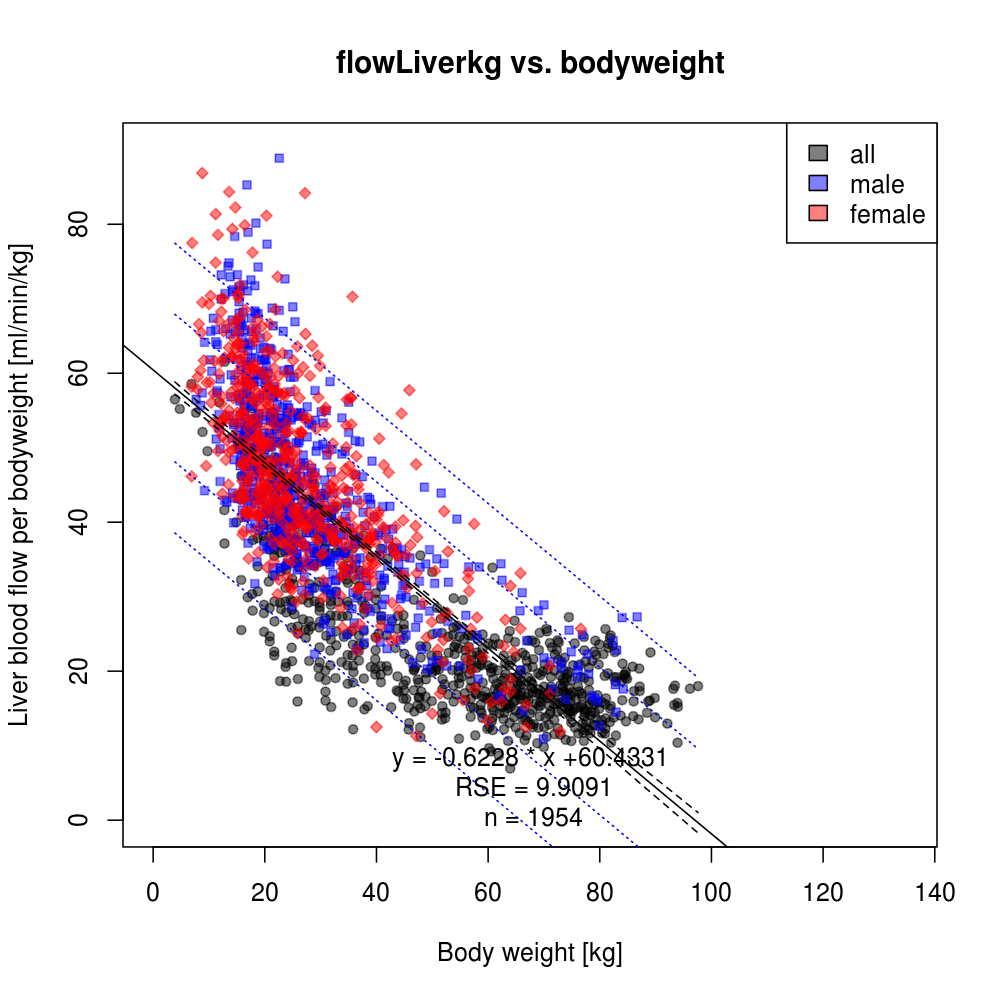 flowLiverkg vs. bodyweight
all
male
female
Liver blood flow per bodyweight [ml/min/kg]
80
60
40
20
0
y = -0.6228 * x +60.4331
RSE = 9.9091
n = 1954
0 20 40 60 80 100 120 140
Body weight [kg]